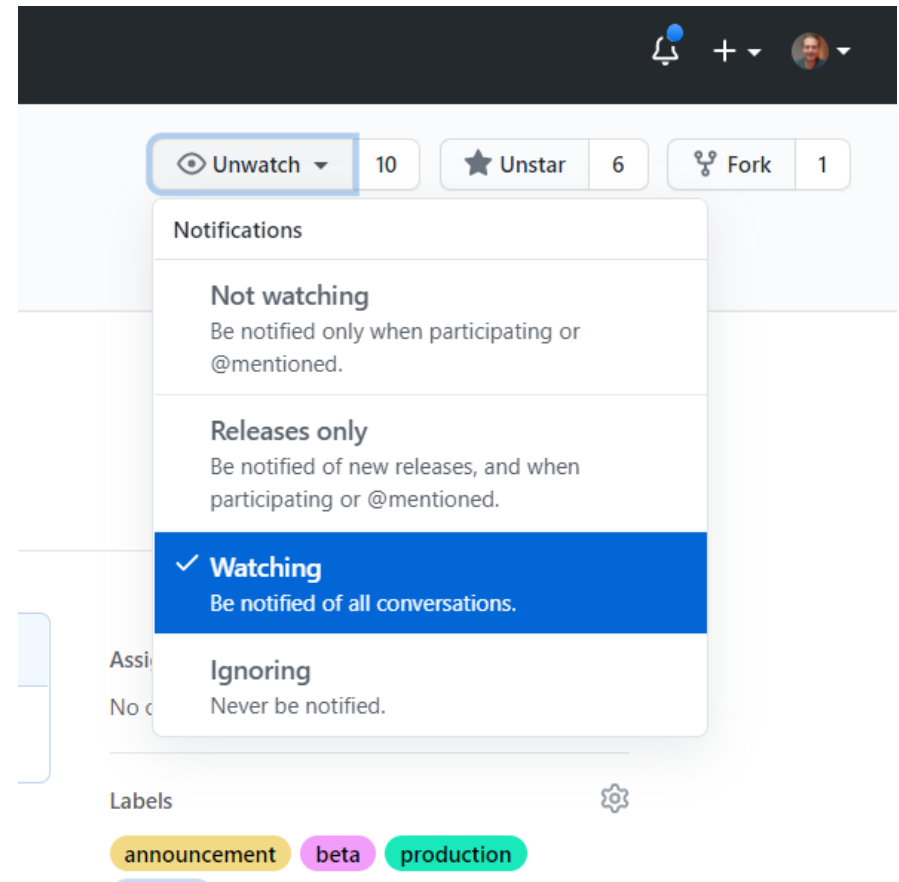 Unwatch 10 Unstar 6 Fork 1
Notifications
Not watching
Be notified only when participating or
@mentioned.
Releases only
Be notified of new releases, and when
participating or @mentioned.
Watching
Be notified of all conversations.
Ignoring
Never be notified.
No
Labels
announcement beta production